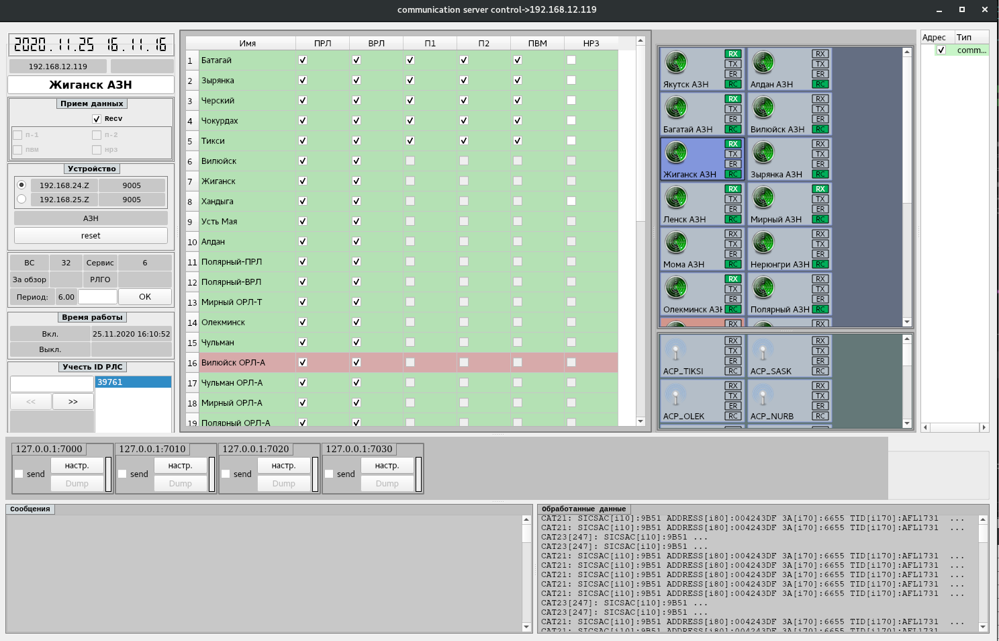 communication server control->192.168.12.119
2020.11.25 16.11.16
192.168.12.119
Жиганск АЗН
Прием данных
Recv
п-1 п-2
пвм нрз
Устройство
192.168.24.Z 9005
192.168.25.Z 9005
АЗН
reset
ВС 32 Сервис 6
За обзор РЛГО
Период: 6.00 ОК
Время работы
Вкл. 25.11.2020 16:10:52
Выкл.
Учесть ID РЛС
39761
<< >>
Имя ПРЛ ВРЛ П1 П2 ПВМ НРЗ
1 Батагай
2 Зырянка
3 Черский
4 Чокурдах
5 Тикси
6 Вилюйск
7 Жиганск
8 Хандыга
9 Усть Мая
10 Алдан
11 Полярный-ПРЛ
12 Полярный-ВРЛ
13 Мирный ОРЛ-Т
14 Олекминск
15 Чульман
16 Вилюйск ОРЛ-А
17 Чульман ОРЛ-А
18 Мирный ОРЛ-А
19 Полярный ОРЛ-А
RX RX
TX TX
ER ER
Якутск АЗН RC Алдан АЗН RC
RX RX
TX TX
ER ER
Багатай АЗН RC Вилюйск АЗН RC
RX RX
TX TX
ER ER
Жиганск АЗН RC Зырянка АЗН RC
RX RX
TX TX
ER ER
Ленск АЗН RC Мирный АЗН RC
RX RX
TX TX
ER ER
Мома АЗН RC Нерюнгри АЗН RC
RX RX
TX TX
ER ER
Олекминск АЗН RC Полярный АЗН RC
RX RX
RX RX
TX TX
ER ER
ACP_TIKSI RC ACP_SASK RC
RX RX
TX TX
ER ER
ACP_OLEK RC ACP_NURB RC
Адрес Тип
comm...
127.0.0.1:7000 127.0.0.1:7010 127.0.0.1:7020 127.0.0.1:7030
send настр. send настр. send настр. send настр.
Dump Dump Dump Dump
Сообщения
Обработанные данные
CAT21: SICSAC[i10]:9B51 ADDRESS[i80]:004243DF 3A[i70]:6655 TID[i170]:AFL1731 ...
CAT21: SICSAC[i10]:9B51 ADDRESS[i80]:004243DF 3A[i70]:6655 TID[i170]:AFL1731 ...
CAT23[247]: SICSAC[i10]:9B51 ...
CAT23[247]: SICSAC[i10]:9B51 ...
CAT21: SICSAC[i10]:9B51 ADDRESS[i80]:004243DF 3A[i70]:6655 TID[i170]:AFL1731 ...
CAT21: SICSAC[i10]:9B51 ADDRESS[i80]:004243DF 3A[i70]:6655 TID[i170]:AFL1731 ...
CAT21: SICSAC[i10]:9B51 ADDRESS[i80]:004243DF 3A[i70]:6655 TID[i170]:AFL1731 ...
CAT21: SICSAC[i10]:9B51 ADDRESS[i80]:004243DF 3A[i70]:6655 TID[i170]:AFL1731 ...
CAT21: SICSAC[i10]:9B51 ADDRESS[i80]:004243DF 3A[i70]:6655 TID[i170]:AFL1731 ...
CAT23[247]: SICSAC[i10]:9B51 ...
CAT23[247]: SICSAC[i10]:9B51 ...
CAT21: SICSAC[i10]:9B51 ADDRESS[i80]:004243DF 3A[i70]:6655 TID[i170]:AFL1731 ...
CAT21: SICSAC[i10]:9B51 ADDRESS[i80]:004243DF 3A[i70]:6655 TID[i170]:AFL1731 ...